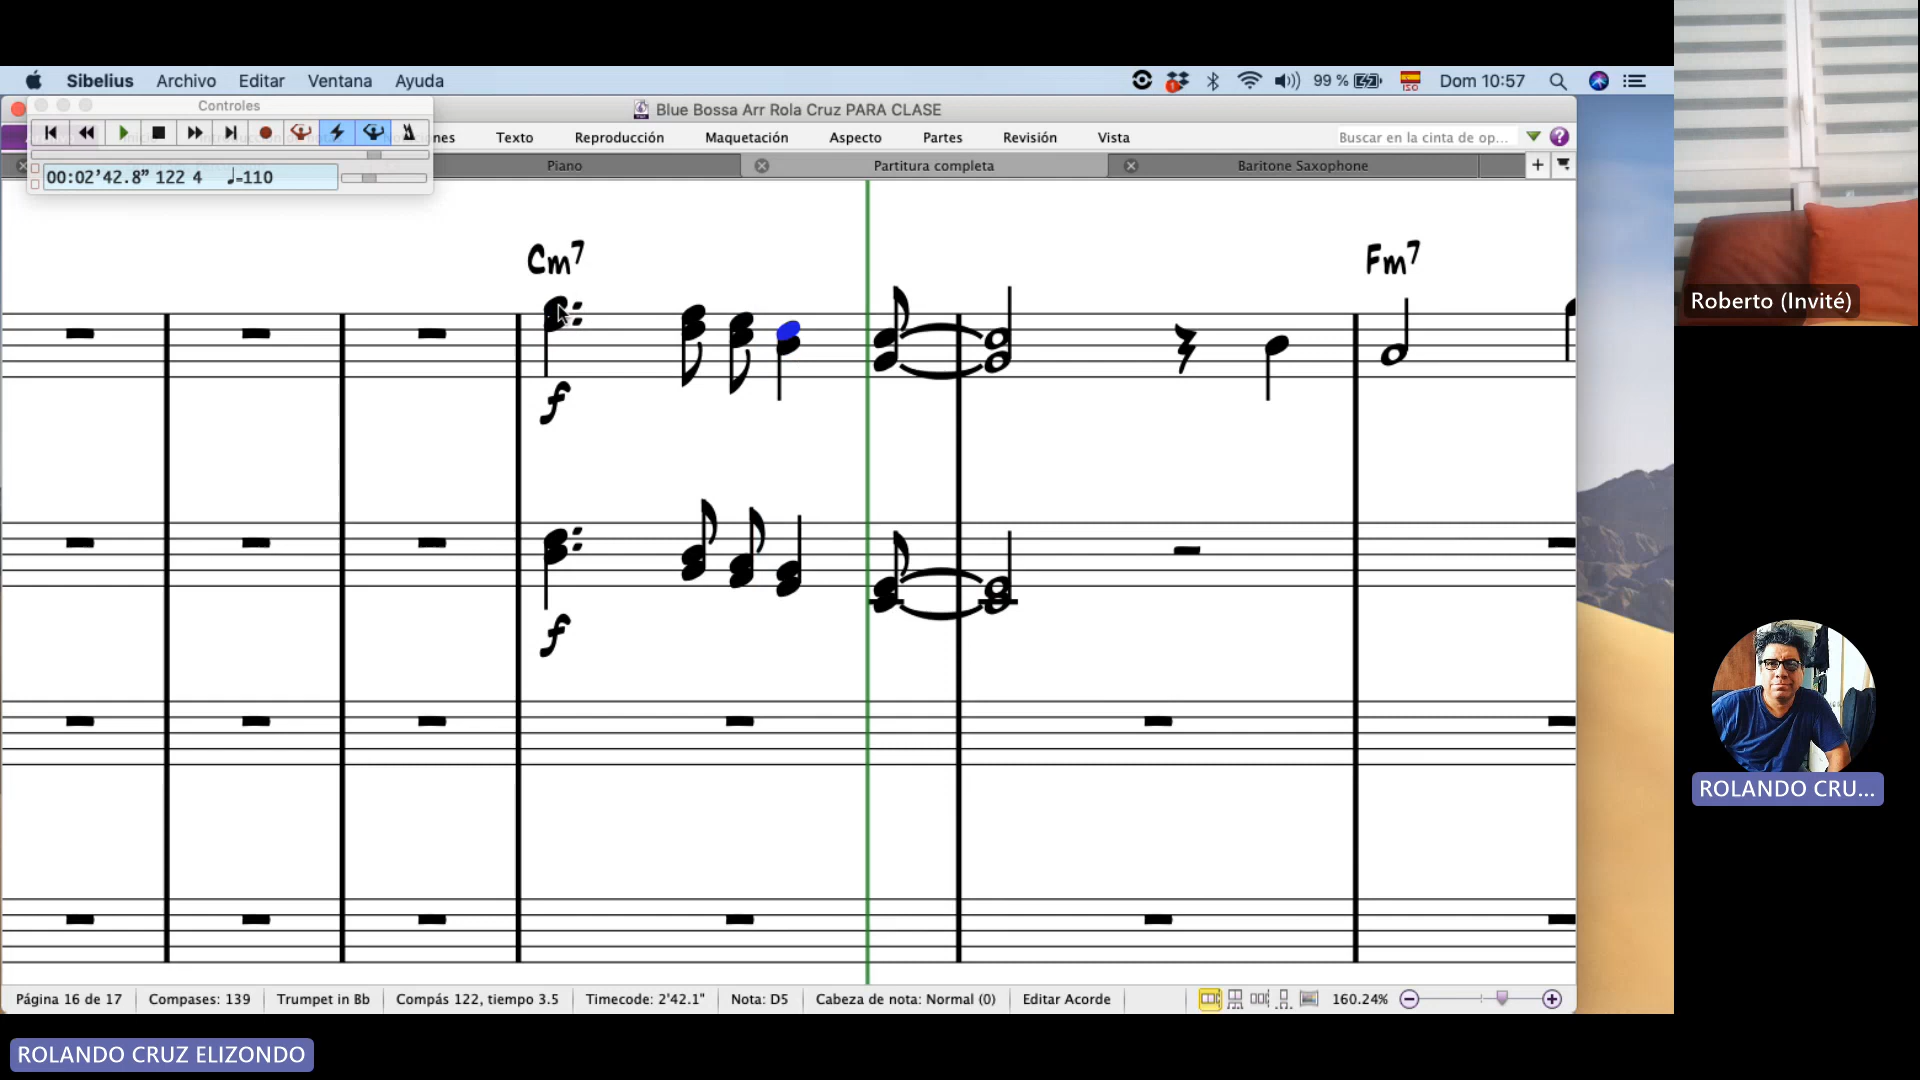 Sibelius Archivo Editar Ventana Ayuda 99 % ISO Dom 10:57
Controles
Blue Bossa Arr Rola Cruz PARA CLASE
nes Texto Reproducción Maquetación Aspecto Partes Revisión Vista Buscar en la cinta de op...
Piano Partitura completa Baritone Saxophone
00:02'42.8" 122 4 ♩=110
Cm7 Fm7
f
f
Página 16 de 17 Compases: 139 Trumpet in Bb Compás 122, tiempo 3.5 Timecode: 2'42.1" Nota: D5 Cabeza de nota: Normal (0) Editar Acorde 160.24%
Roberto (Invité)
ROLANDO CRU...
ROLANDO CRUZ ELIZONDO